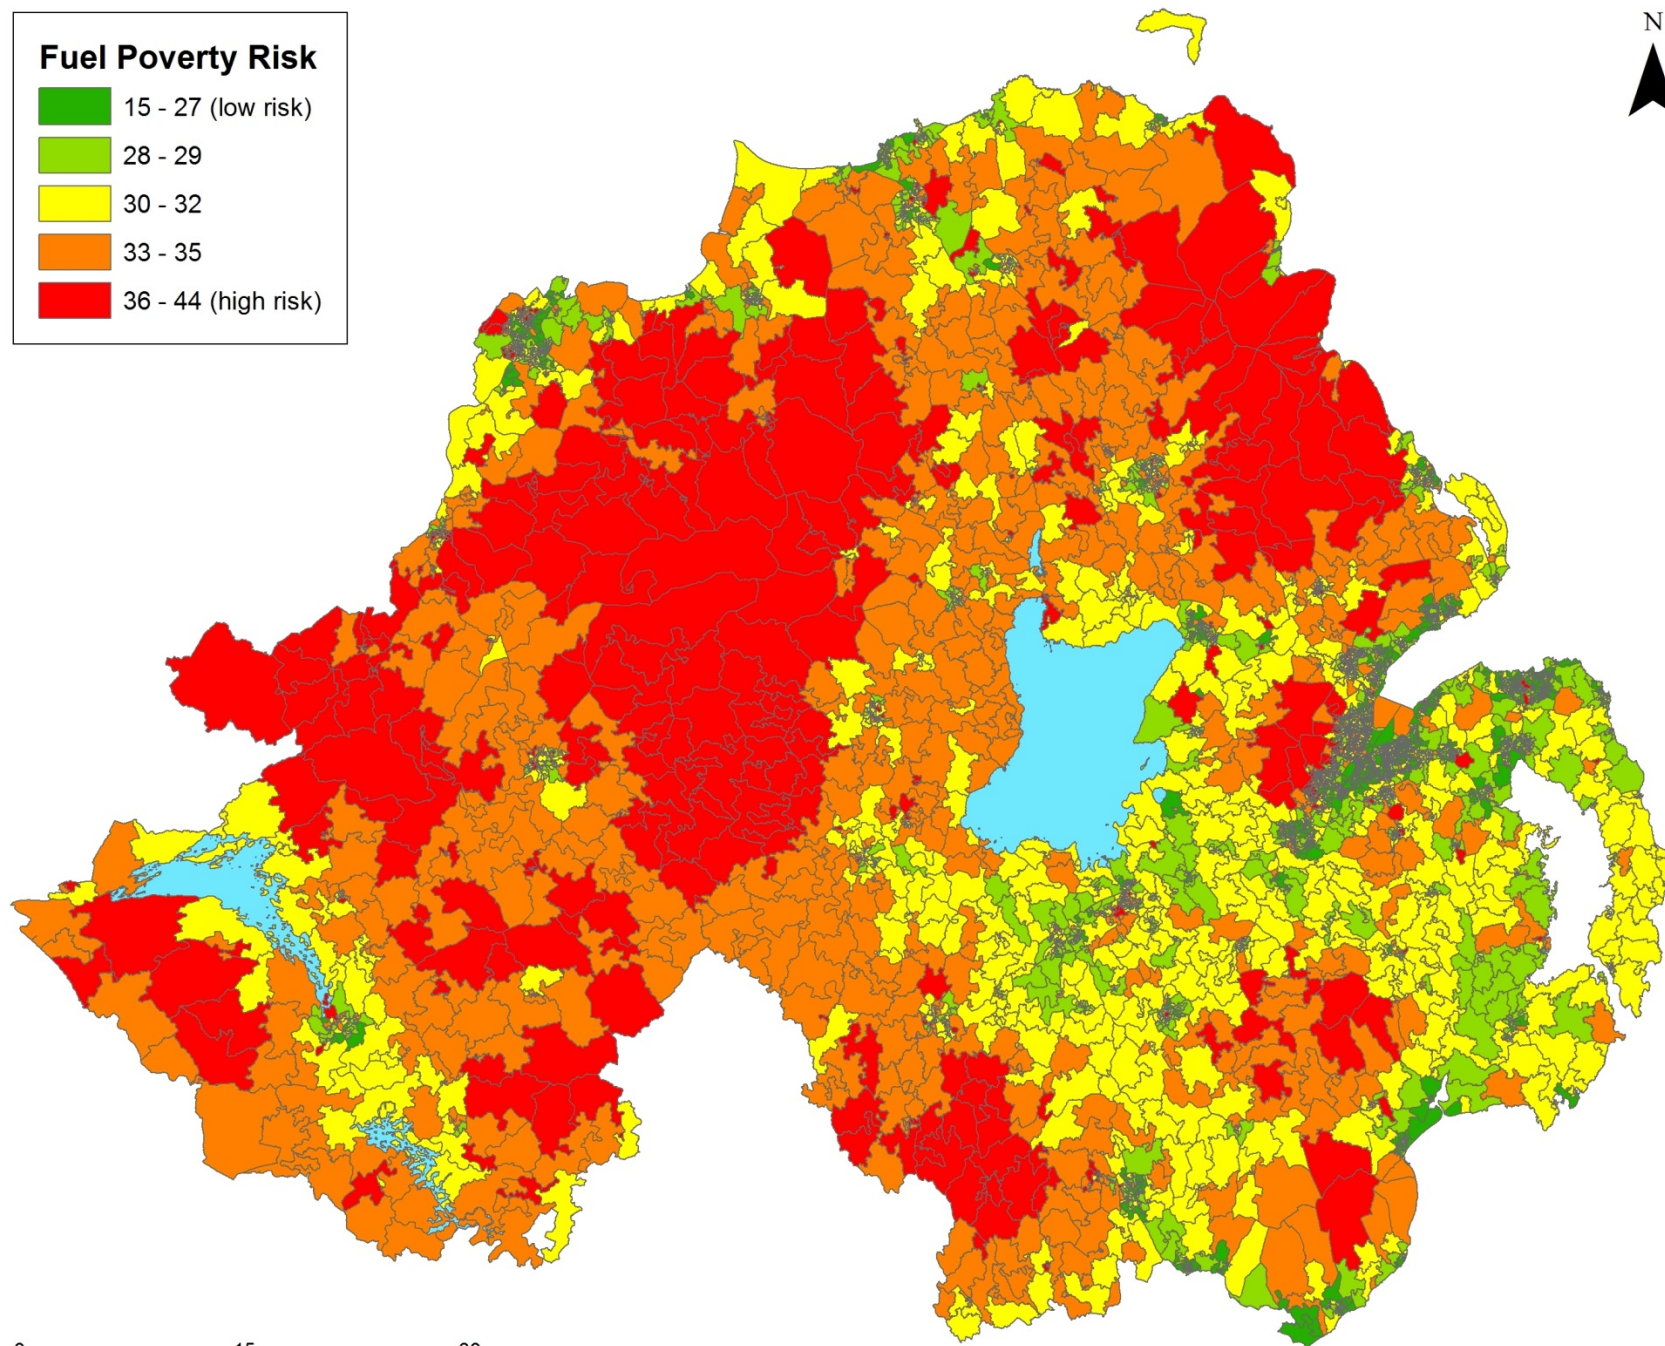 N
Fuel Poverty Risk
15 - 27 (low risk)
28 - 29
30 - 32
33 - 35
36 - 44 (high risk)